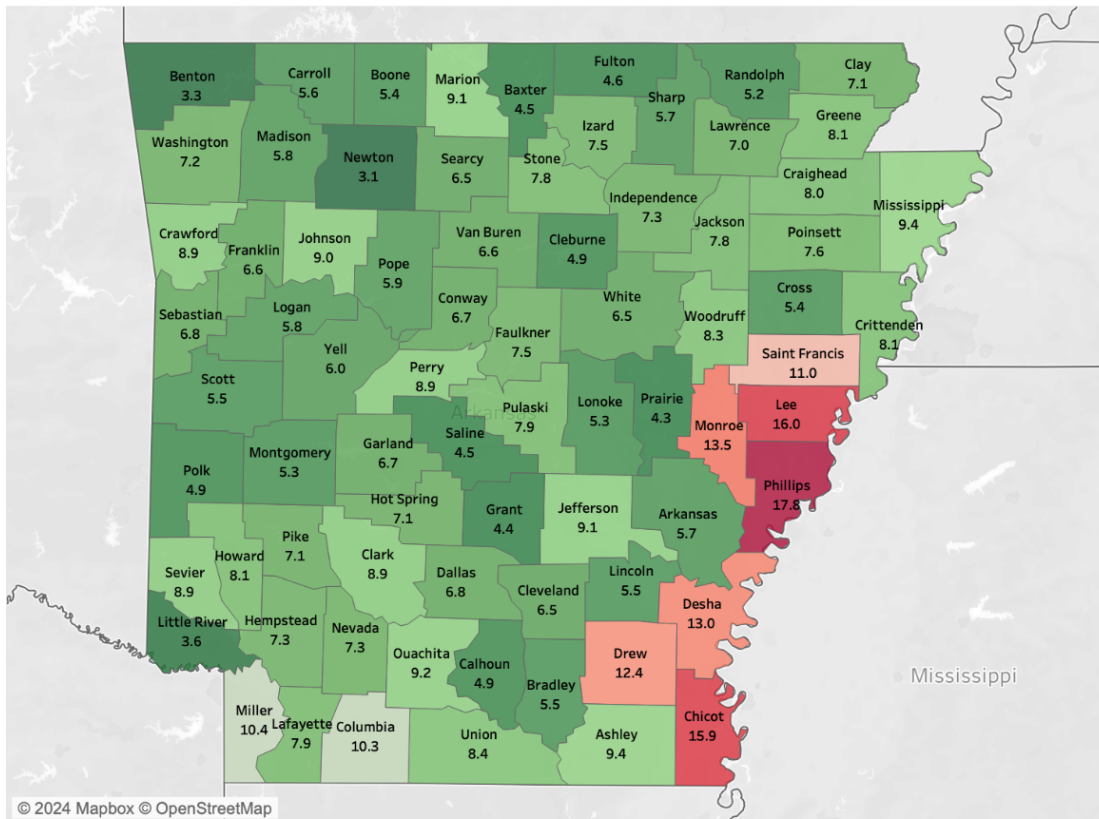 Benton
3.3
Carroll
5.6
Boone
5.4
Marion
9.1
Baxter
4.5
Fulton
4.6
Sharp
5.7
Randolph
5.2
Clay
7.1
Washington
7.2
Madison
5.8
Newton
3.1
Searcy
6.5
Stone
7.8
Izard
7.5
Lawrence
7.0
Greene
8.1
Independence
7.3
Jackson
7.8
Craighead
8.0
Mississippi
9.4
Crawford
8.9
Franklin
6.6
Johnson
9.0
Pope
5.9
Van Buren
6.6
Cleburne
4.9
Poinsett
7.6
Sebastian
6.8
Logan
5.8
Conway
6.7
Faulkner
7.5
White
6.5
Woodruff
8.3
Cross
5.4
Crittenden
8.1
Scott
5.5
Yell
6.0
Perry
8.9
Arkansas
Pulaski
7.9
Lonoke
5.3
Prairie
4.3
Monroe
13.5
Saint Francis
11.0
Lee
16.0
Polk
4.9
Montgomery
5.3
Garland
6.7
Saline
4.5
Phillips
17.8
Hot Spring
7.1
Grant
4.4
Jefferson
9.1
Arkansas
5.7
Sevier
8.9
Howard
8.1
Pike
7.1
Clark
8.9
Dallas
6.8
Cleveland
6.5
Lincoln
5.5
Desha
13.0
Little River
3.6
Hempstead
7.3
Nevada
7.3
Ouachita
9.2
Calhoun
4.9
Bradley
5.5
Drew
12.4
Mississippi
Miller
10.4
Lafayette
7.9
Columbia
10.3
Union
8.4
Ashley
9.4
Chicot
15.9
© 2024 Mapbox © OpenStreetMap